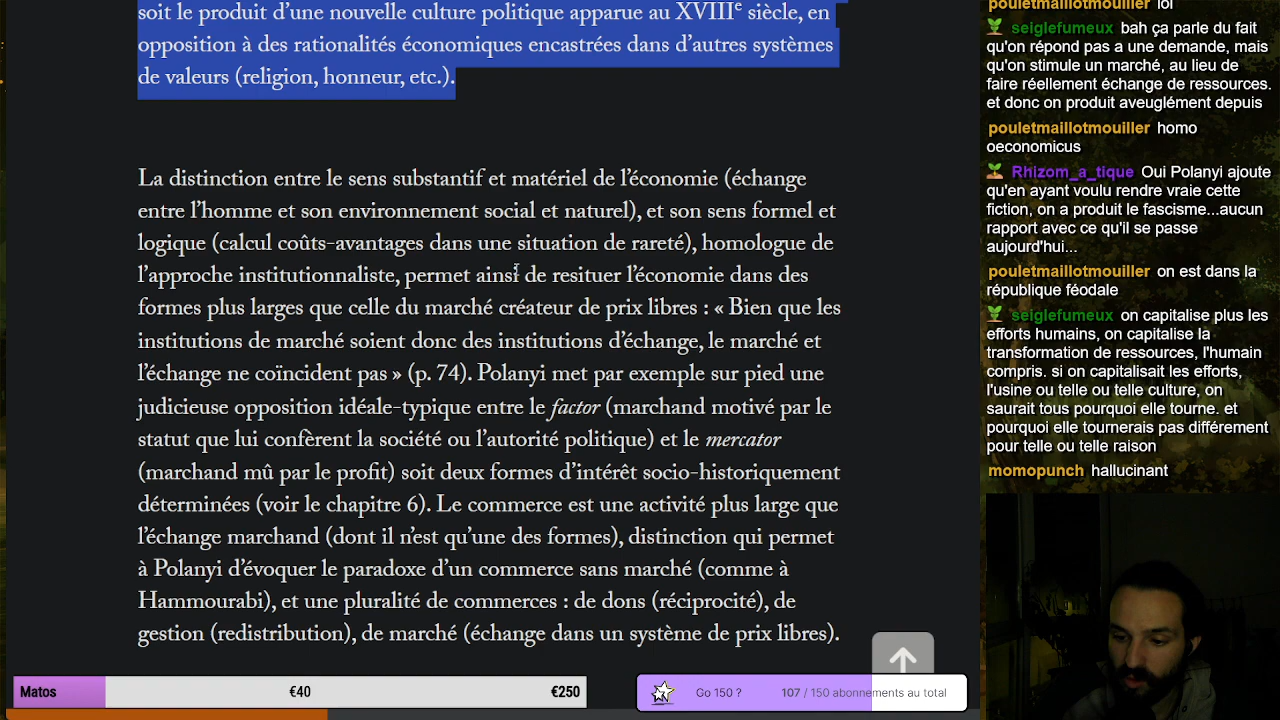 soit le produit d’une nouvelle culture politique apparue au XVIIIe siècle, en
opposition à des rationalités économiques encastrées dans d’autres systèmes
de valeurs (religion, honneur, etc.).
La distinction entre le sens substantif et matériel de l’économie (échange
entre l’homme et son environnement social et naturel), et son sens formel et
logique (calcul coûts-avantages dans une situation de rareté), homologue de
l’approche institutionnaliste, permet ainsi de resituer l’économie dans des
formes plus larges que celle du marché créateur de prix libres : « Bien que les
institutions de marché soient donc des institutions d’échange, le marché et
l’échange ne coïncident pas » (p. 74). Polanyi met par exemple sur pied une
judicieuse opposition idéale-typique entre le factor (marchand motivé par le
statut que lui confèrent la société ou l’autorité politique) et le mercator
(marchand mû par le profit) soit deux formes d’intérêt socio-historiquement
déterminées (voir le chapitre 6). Le commerce est une activité plus large que
l’échange marchand (dont il n’est qu’une des formes), distinction qui permet
à Polanyi d’évoquer le paradoxe d’un commerce sans marché (comme à
Hammourabi), et une pluralité de commerces : de dons (réciprocité), de
gestion (redistribution), de marché (échange dans un système de prix libres).
Matos €40 €250
Go 150 ? 107 / 150 abonnements au total
pouletmaillotmouiller lol
seiglefumeux bah ça parle du fait
qu'on répond pas a une demande, mais
qu'on stimule un marché, au lieu de
faire réellement échange de ressources.
et donc on produit aveuglément depuis
pouletmaillotmouiller homo
oeconomicus
Rhizom_a_tique Oui Polanyi ajoute
qu'en ayant voulu rendre vraie cette
fiction, on a produit le fascisme...aucun
rapport avec ce qu'il se passe
aujourd'hui...
pouletmaillotmouiller on est dans la
république féodale
seiglefumeux on capitalise plus les
efforts humains, on capitalise la
transformation de ressources, l'humain
compris. si on capitalisait les efforts,
l'usine ou telle ou telle culture, on
saurait tous pourquoi elle tourne. et
pourquoi elle tournerais pas différement
pour telle ou telle raison
momopunch hallucinant